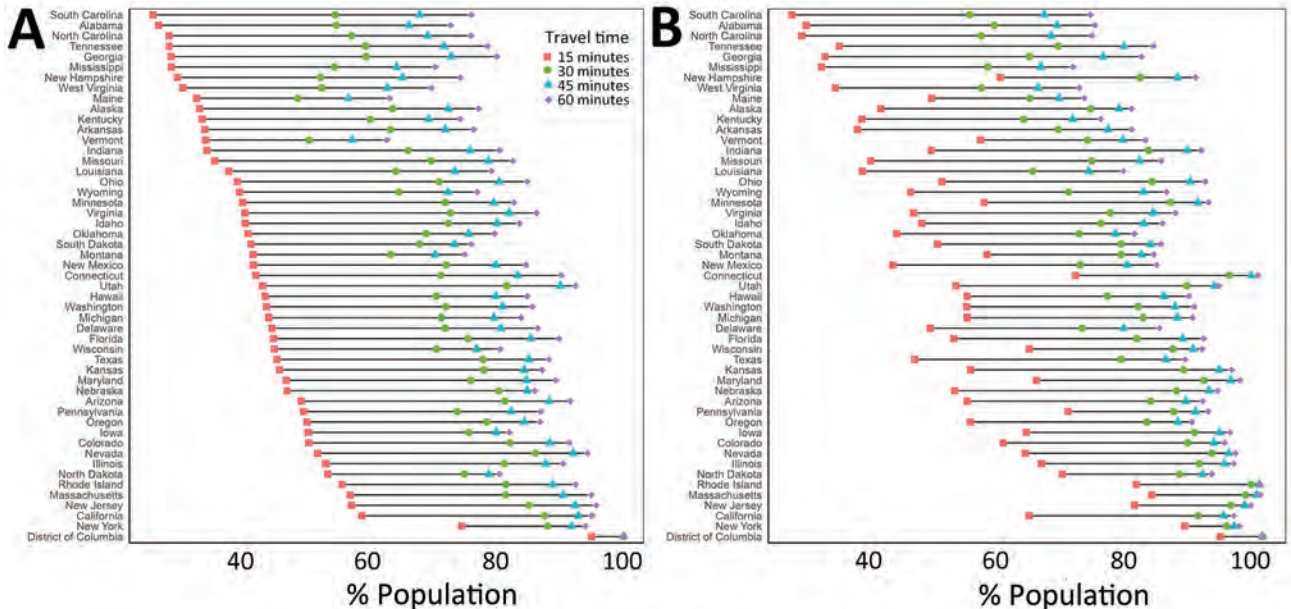 A
South Carolina
Alabama
North Carolina
Tennessee
Georgia
Mississippi
New Hampshire
West Virginia
Maine
Alaska
Kentucky
Arkansas
Vermont
Indiana
Missouri
Louisiana
Ohio
Wyoming
Minnesota
Virginia
Idaho
Oklahoma
South Dakota
Montana
New Mexico
Connecticut
Utah
Hawaii
Washington
Michigan
Delaware
Florida
Wisconsin
Texas
Kansas
Maryland
Nebraska
Arizona
Pennsylvania
Oregon
Iowa
Colorado
Nevada
Illinois
North Dakota
Rhode Island
Massachusetts
New Jersey
California
New York
District of Columbia
Travel time
15 minutes
30 minutes
45 minutes
60 minutes
40 60 80 100
% Population
B
South Carolina
Alabama
North Carolina
Tennessee
Georgia
Mississippi
New Hampshire
West Virginia
Maine
Alaska
Kentucky
Arkansas
Vermont
Indiana
Missouri
Louisiana
Ohio
Wyoming
Minnesota
Virginia
Idaho
Oklahoma
South Dakota
Montana
New Mexico
Connecticut
Utah
Hawaii
Washington
Michigan
Delaware
Florida
Wisconsin
Texas
Kansas
Maryland
Nebraska
Arizona
Pennsylvania
Oregon
Iowa
Colorado
Nevada
Illinois
North Dakota
Rhode Island
Massachusetts
New Jersey
California
New York
District of Columbia
40 60 80 100
% Population